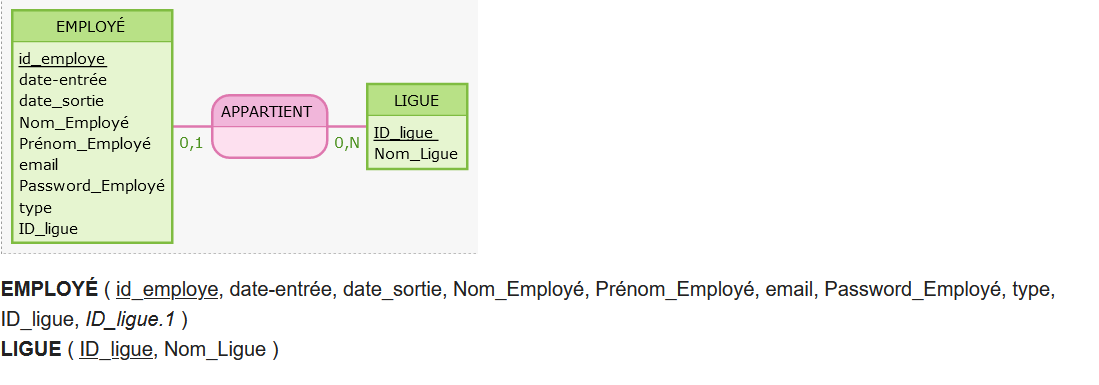 EMPLOYÉ
id_employe
date-entrée
date_sortie
Nom_Employé
Prénom_Employé
email
Password_Employé
type
ID_ligue
0,1
APPARTIENT
0,N
LIGUE
ID_ligue
Nom_Ligue
EMPLOYÉ ( id_employe, date-entrée, date_sortie, Nom_Employé, Prénom_Employé, email, Password_Employé, type,
ID_ligue, ID_ligue.1 )
LIGUE ( ID_ligue, Nom_Ligue )